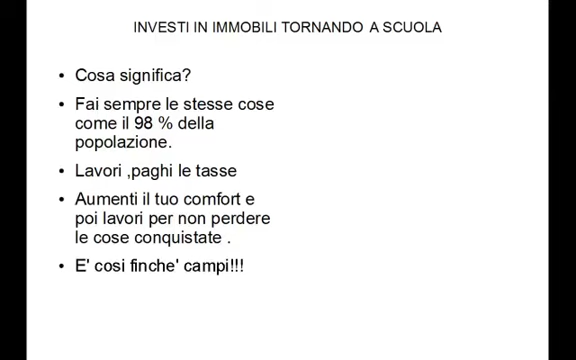 INVESTI IN IMMOBILI TORNANDO A SCUOLA
• Cosa significa?
• Fai sempre le stesse cose
come il 98 % della
popolazione.
• Lavori ,paghi le tasse
• Aumenti il tuo comfort e
poi lavori per non perdere
le cose conquistate .
• E' cosi finche' campi!!!